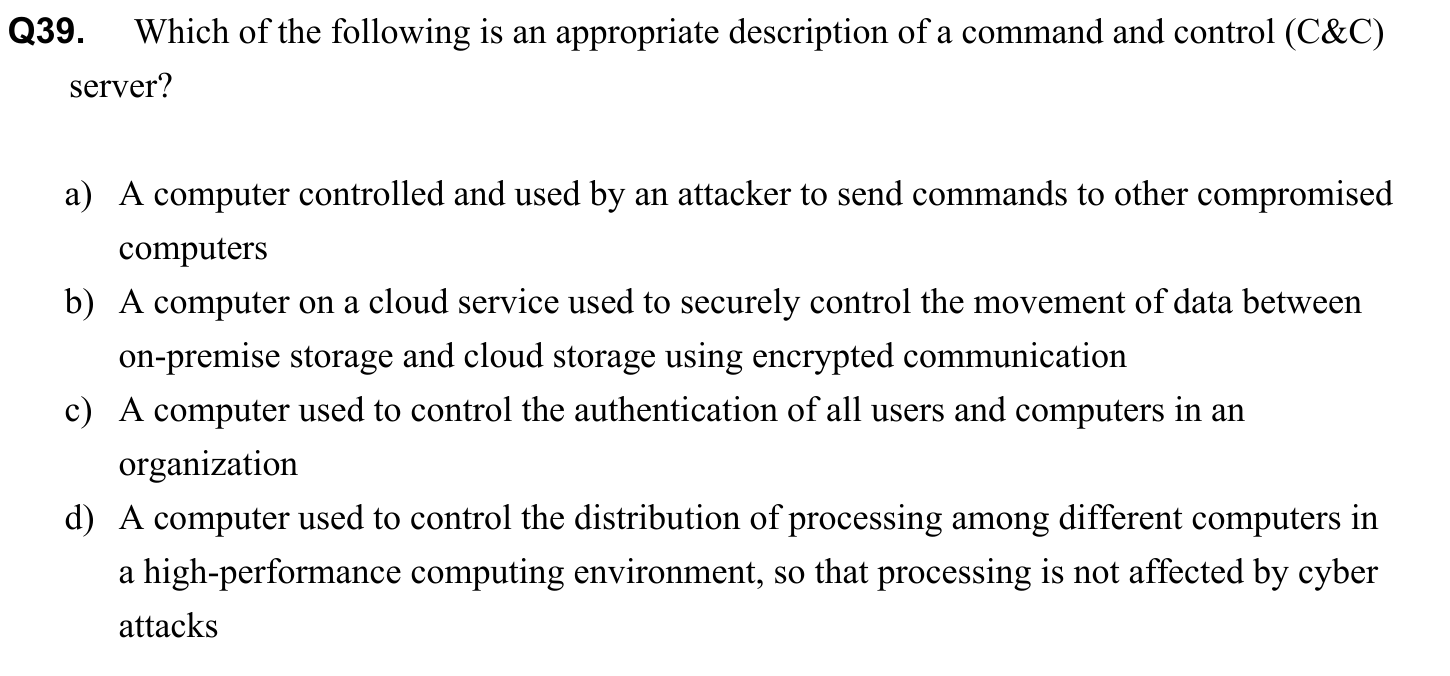 Q39. Which of the following is an appropriate description of a command and control (C&C)
server?
a) A computer controlled and used by an attacker to send commands to other compromised
computers
b) A computer on a cloud service used to securely control the movement of data between
on-premise storage and cloud storage using encrypted communication
c) A computer used to control the authentication of all users and computers in an
organization
d) A computer used to control the distribution of processing among different computers in
a high-performance computing environment, so that processing is not affected by cyber
attacks